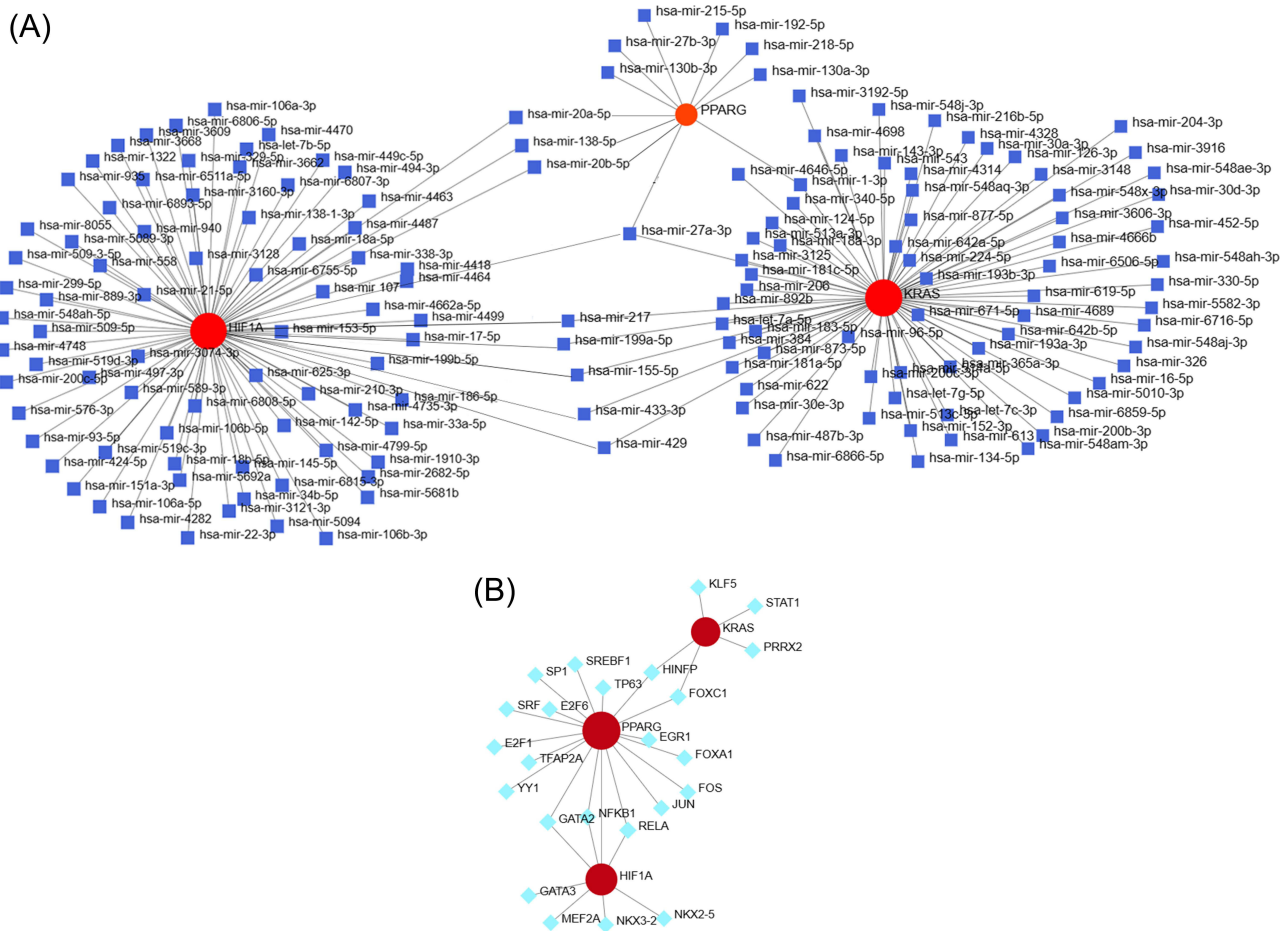 (A)
hsa-mir-215-5p
hsa-mir-192-5p
hsa-mir-27b-3p
hsa-mir-218-5p
hsa-mir-130b-3p
hsa-mir-130a-3p
PPARG
hsa-mir-20a-5p
hsa-mir-138-5p
hsa-mir-20b-5p
hsa-mir-27a-3p
hsa-mir-217
hsa-mir-199a-5p
hsa-mir-155-5p
hsa-mir-433-3p
hsa-mir-429
hsa-mir-106a-3p
hsa-mir-6806-5p
hsa-mir-3609
hsa-mir-4470
hsa-mir-3668
hsa-let-7b-5p
hsa-mir-1322
hsa-mir-329-5p
hsa-mir-3662
hsa-mir-449c-5p
hsa-mir-494-3p
hsa-mir-935
hsa-mir-6511a-5p
hsa-mir-6807-3p
hsa-mir-3160-3p
hsa-mir-4463
hsa-mir-6893-5p
hsa-mir-138-1-3p
hsa-mir-8055
hsa-mir-940
hsa-mir-4487
hsa-mir-5089-3p
hsa-mir-18a-5p
hsa-mir-509-3-5p
hsa-mir-558
hsa-mir-3128
hsa-mir-338-3p
hsa-mir-4418
hsa-mir-6755-5p
hsa-mir-4464
hsa-mir-299-5p
hsa-mir-889-3p
hsa-mir-21-5p
hsa-mir-107
hsa-mir-4662a-5p
hsa-mir-548ah-5p
hsa-mir-4499
hsa-mir-509-5p
HIF1A
hsa-mir-153-5p
hsa-mir-17-5p
hsa-mir-4748
hsa-mir-3074-3p
hsa-mir-519d-3p
hsa-mir-199b-5p
hsa-mir-200c-5p
hsa-mir-497-3p
hsa-mir-625-3p
hsa-mir-589-3p
hsa-mir-210-3p
hsa-mir-186-5p
hsa-mir-576-3p
hsa-mir-6808-5p
hsa-mir-4735-3p
hsa-mir-142-5p
hsa-mir-33a-5p
hsa-mir-93-5p
hsa-mir-106b-5p
hsa-mir-519c-3p
hsa-mir-4799-5p
hsa-mir-424-5p
hsa-mir-18b-5p
hsa-mir-145-5p
hsa-mir-1910-3p
hsa-mir-151a-3p
hsa-mir-5692a
hsa-mir-6815-3p
hsa-mir-2682-5p
hsa-mir-106a-5p
hsa-mir-34b-5p
hsa-mir-5681b
hsa-mir-4282
hsa-mir-3121-3p
hsa-mir-5094
hsa-mir-22-3p
hsa-mir-106b-3p
hsa-mir-3192-5p
hsa-mir-548j-3p
hsa-mir-216b-5p
hsa-mir-204-3p
hsa-mir-4698
hsa-mir-4328
hsa-mir-30a-3p
hsa-mir-143-3p
hsa-mir-543
hsa-mir-126-3p
hsa-mir-3916
hsa-mir-4646-5p
hsa-mir-4314
hsa-mir-3148
hsa-mir-548ae-3p
hsa-mir-1-3p
hsa-mir-548aq-3p
hsa-mir-548x-3p
hsa-mir-30d-3p
hsa-mir-340-5p
hsa-mir-124-5p
hsa-mir-877-5p
hsa-mir-3606-3p
hsa-mir-452-5p
hsa-mir-513a-3p
hsa-mir-18a-3p
hsa-mir-642a-5p
hsa-mir-4666b
hsa-mir-3125
hsa-mir-224-5p
hsa-mir-6506-5p
hsa-mir-548ah-3p
hsa-mir-181c-5p
hsa-mir-193b-3p
hsa-mir-206
hsa-mir-330-5p
KRAS
hsa-mir-619-5p
hsa-mir-892b
hsa-mir-671-5p
hsa-mir-4689
hsa-mir-5582-3p
hsa-let-7a-5p
hsa-mir-183-5p
hsa-mir-96-5p
hsa-mir-642b-5p
hsa-mir-6716-5p
hsa-mir-384
hsa-mir-873-5p
hsa-mir-193a-3p
hsa-mir-548aj-3p
hsa-mir-181a-5p
hsa-mir-200c-3p
hsa-mir-365a-3p
hsa-mir-326
hsa-mir-622
hsa-let-7g-5p
hsa-mir-16-5p
hsa-mir-5010-3p
hsa-mir-30e-3p
hsa-mir-513c-5p
hsa-let-7c-3p
hsa-mir-6859-5p
hsa-mir-487b-3p
hsa-mir-152-3p
hsa-mir-613
hsa-mir-200b-3p
hsa-mir-6866-5p
hsa-mir-134-5p
hsa-mir-548am-3p
(B)
KLF5
STAT1
KRAS
PRRX2
SREBF1
HINFP
SP1
TP63
FOXC1
SRF
E2F6
PPARG
EGR1
E2F1
TFAP2A
FOXA1
YY1
FOS
JUN
NFKB1
GATA2
RELA
HIF1A
GATA3
MEF2A
NKX3-2
NKX2-5